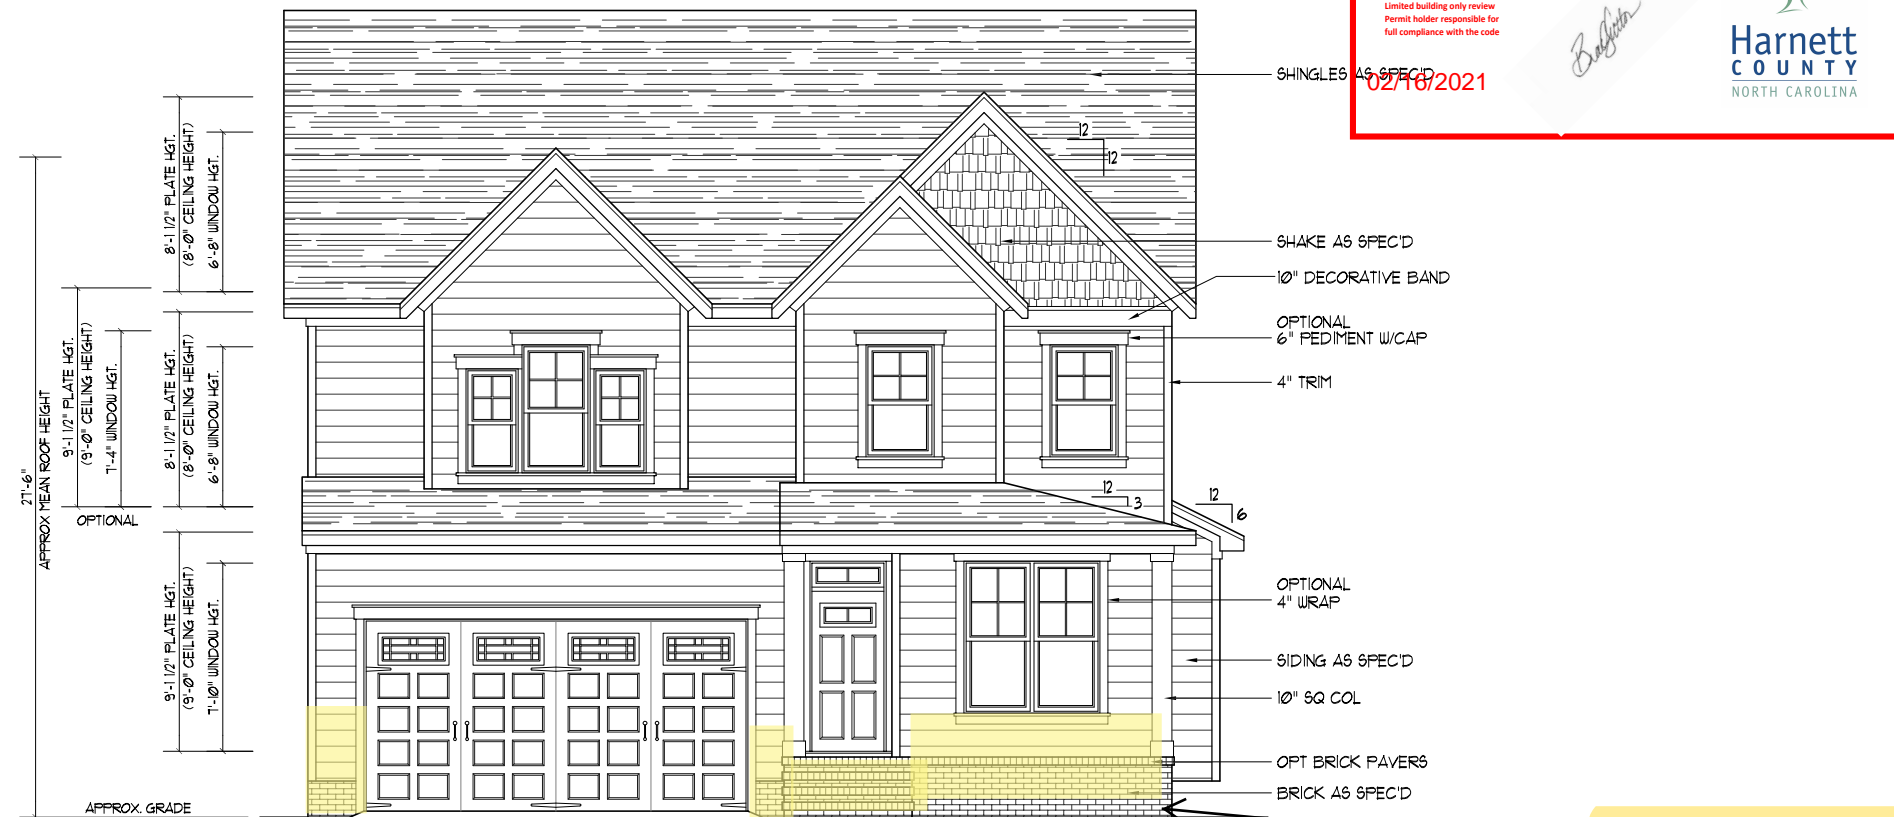 Limited building only review
Permit holder responsible for
full compliance with the code
02/16/2021
Harnett
COUNTY
NORTH CAROLINA
SHINGLES AS SPEC'D
12
12
SHAKE AS SPEC'D
10" DECORATIVE BAND
OPTIONAL
6" PEDIMENT W/CAP
4" TRIM
12
3
12
6
OPTIONAL
4" WRAP
SIDING AS SPEC'D
10" SQ COL
OPT BRICK PAVERS
BRICK AS SPEC'D
8'-1 1/2" PLATE HGT.
(8'-0" CEILING HEIGHT)
6'-8" WINDOW HGT.
9'-1 1/2" PLATE HGT.
(9'-0" CEILING HEIGHT)
7'-4" WINDOW HGT.
OPTIONAL
8'-1 1/2" PLATE HGT.
(8'-0" CEILING HEIGHT)
6'-8" WINDOW HGT.
27'-6"
APPROX MEAN ROOF HEIGHT
9'-1 1/2" PLATE HGT.
(9'-0" CEILING HEIGHT)
7'-10" WINDOW HGT.
APPROX. GRADE